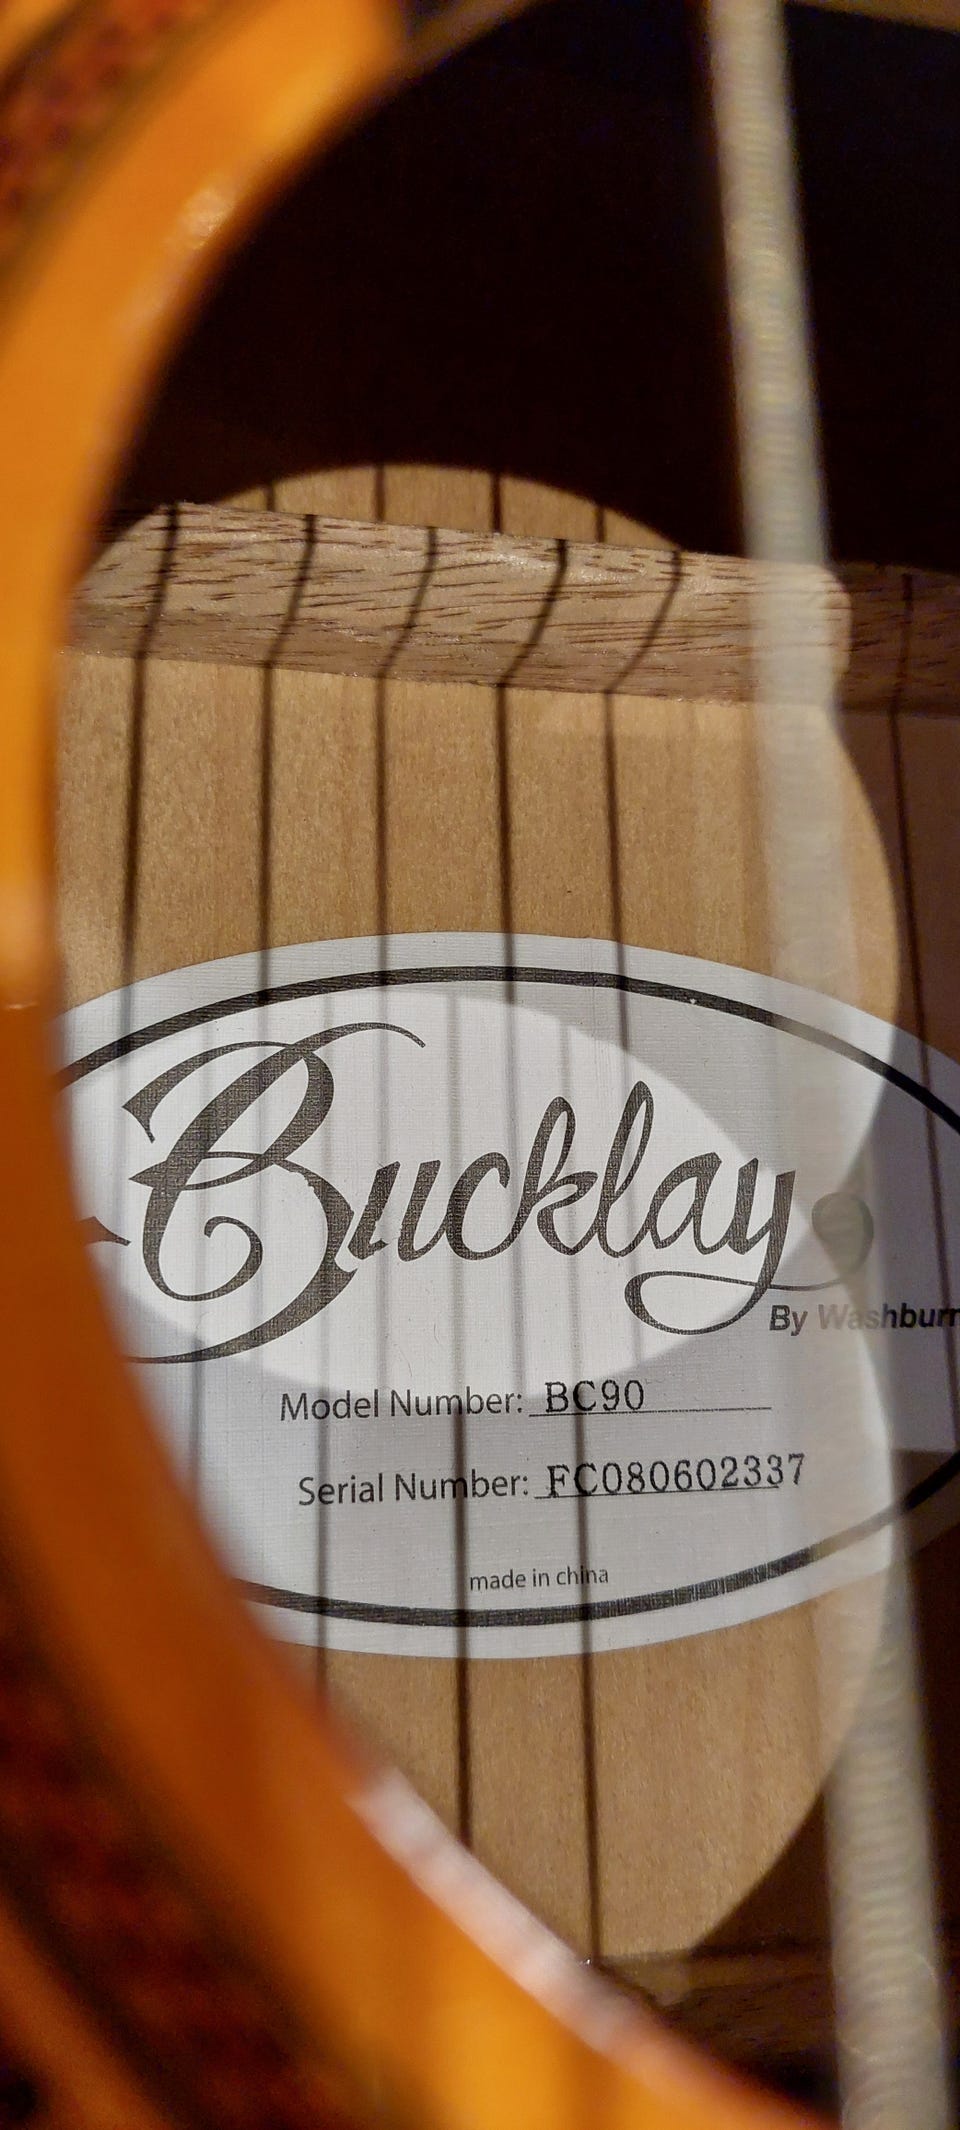 Bucklay
By Washburn
Model Number: BC90
Serial Number: FC080602337
made in china